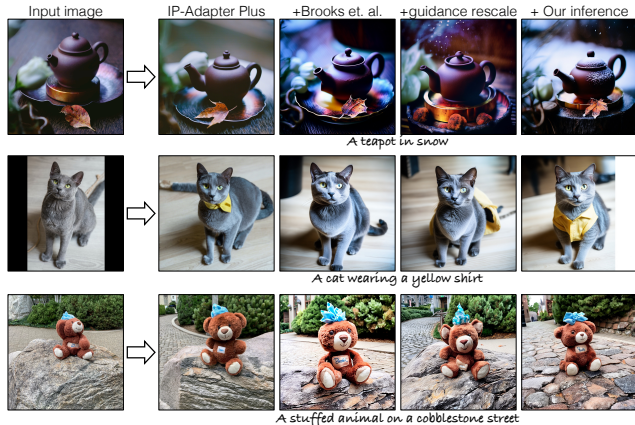 Input image
IP-Adapter Plus
+Brooks et. al.
+guidance rescale
+ Our inference
A teapot in snow
A cat wearing a yellow shirt
A stuffed animal on a cobblestone street